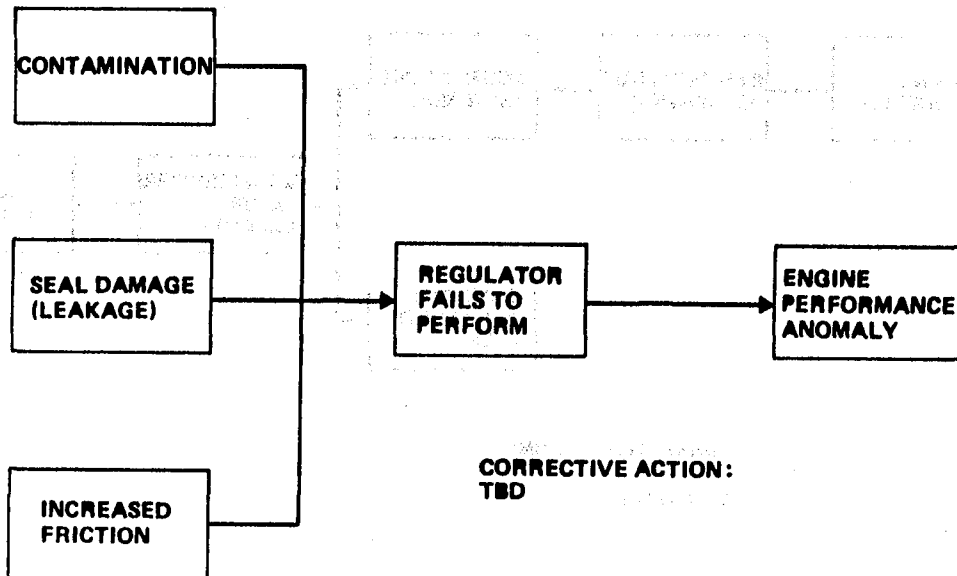 CONTAMINATION
SEAL DAMAGE
(LEAKAGE)
REGULATOR
FAILS TO
PERFORM
ENGINE
PERFORMANCE
ANOMALY
INCREASED
FRICTION
CORRECTIVE ACTION:
TBD